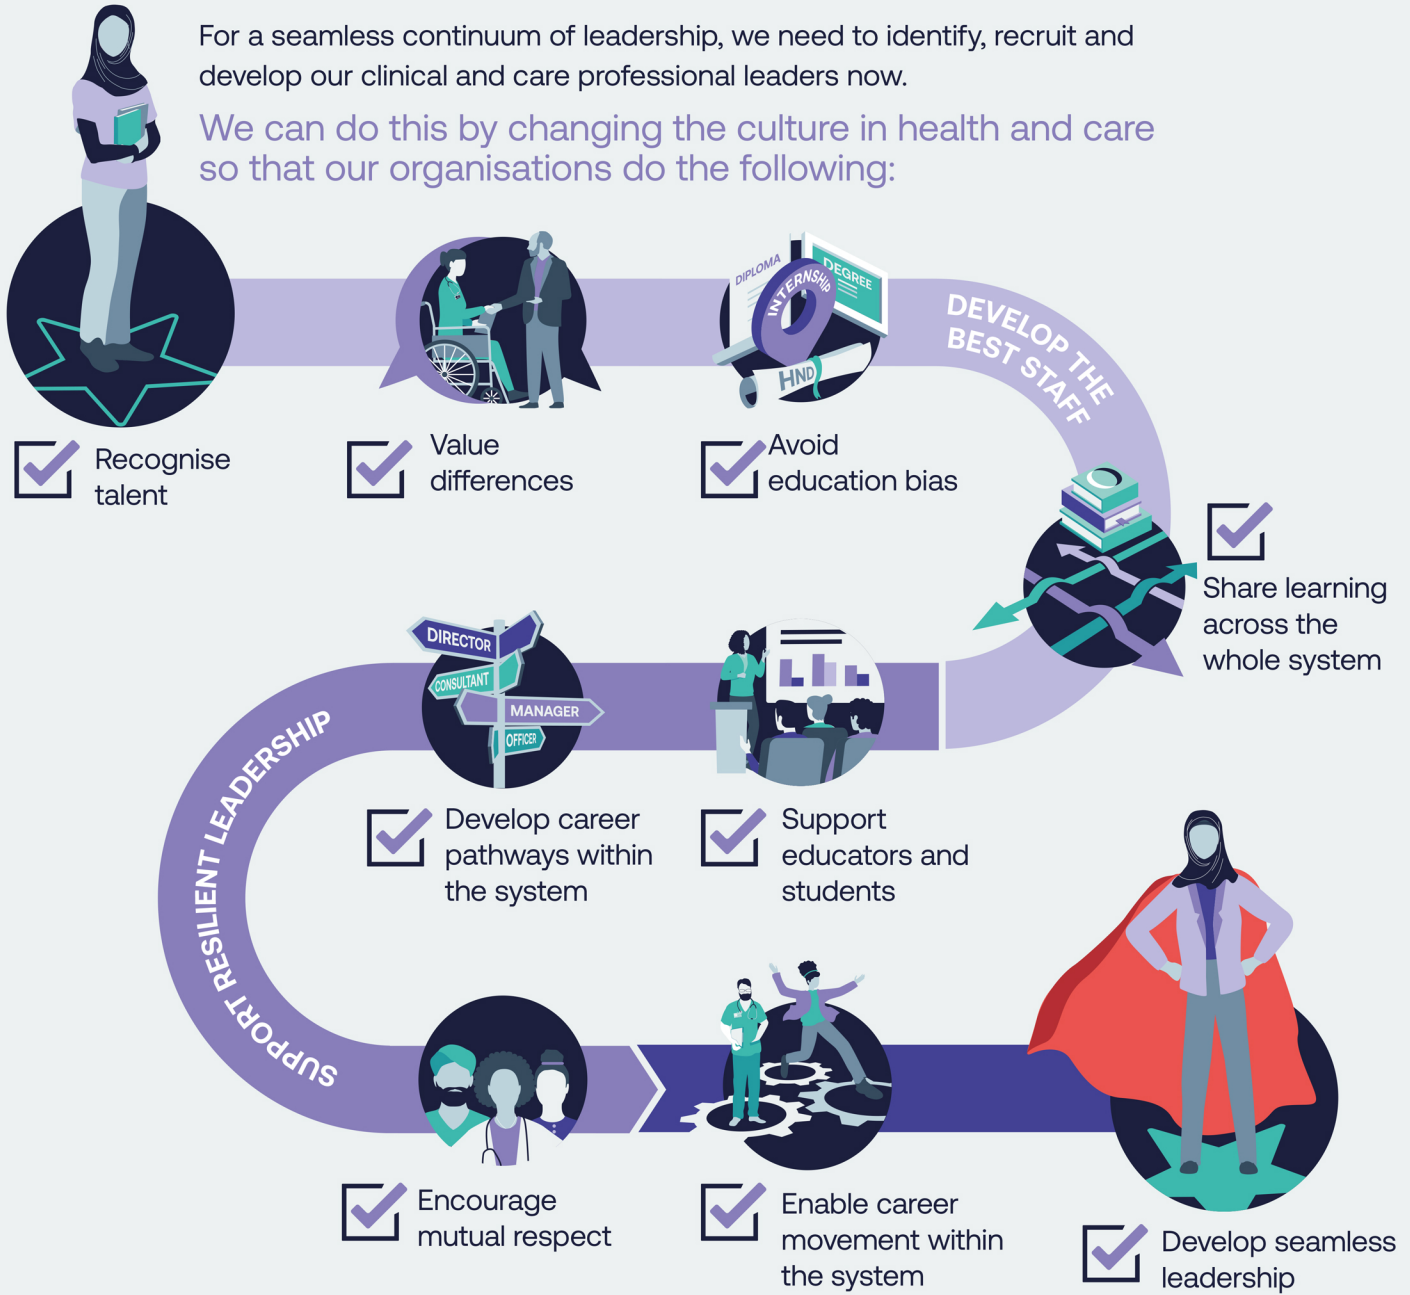 For a seamless continuum of leadership, we need to identify, recruit and
develop our clinical and care professional leaders now.
We can do this by changing the culture in health and care
so that our organisations do the following:
DIPLOMA
INTERNSHIP
DEGREE
HND
DEVELOP THE
BEST STAFF
Recognise
talent
Value
differences
Avoid
education bias
Share learning
across the
whole system
DIRECTOR
CONSULTANT
MANAGER
OFFICER
SUPPORT RESILIENT LEADERSHIP
Develop career
pathways within
the system
Support
educators and
students
Encourage
mutual respect
Enable career
movement within
the system
Develop seamless
leadership